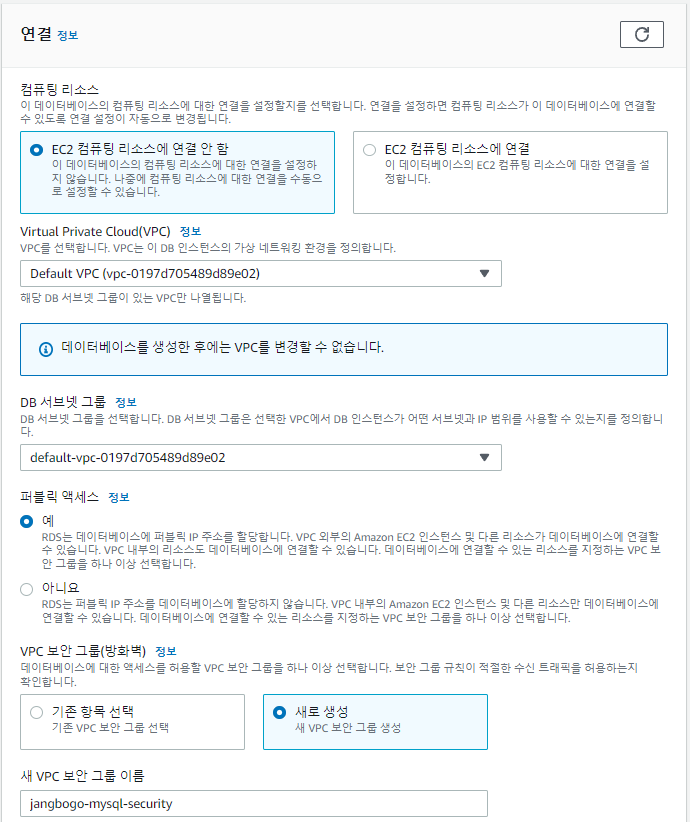 연결 정보
컴퓨팅 리소스
이 데이터베이스의 컴퓨팅 리소스에 대한 연결을 설정할지를 선택합니다. 연결을 설정하면 컴퓨팅 리소스가 이 데이터베이스에 연결할
수 있도록 연결 설정이 자동으로 변경됩니다.
EC2 컴퓨팅 리소스에 연결 안 함
이 데이터베이스의 컴퓨팅 리소스에 대한 연결을 설정하
지 않습니다. 나중에 컴퓨팅 리소스에 대한 연결을 수동으
로 설정할 수 있습니다.
EC2 컴퓨팅 리소스에 연결
이 데이터베이스의 EC2 컴퓨팅 리소스에 대한 연결을 설
정합니다.
Virtual Private Cloud(VPC) 정보
VPC를 선택합니다. VPC는 이 DB 인스턴스의 가상 네트워킹 환경을 정의합니다.
Default VPC (vpc-0197d705489d89e02)
해당 DB 서브넷 그룹이 있는 VPC만 나열됩니다.
데이터베이스를 생성한 후에는 VPC를 변경할 수 없습니다.
DB 서브넷 그룹 정보
DB 서브넷 그룹을 선택합니다. DB 서브넷 그룹은 선택한 VPC에서 DB 인스턴스가 어떤 서브넷과 IP 범위를 사용할 수 있는지를 정의합니
다.
default-vpc-0197d705489d89e02
퍼블릭 액세스 정보
예
RDS는 데이터베이스에 퍼블릭 IP 주소를 할당합니다. VPC 외부의 Amazon EC2 인스턴스 및 다른 리소스가 데이터베이스에 연결할
수 있습니다. VPC 내부의 리소스도 데이터베이스에 연결할 수 있습니다. 데이터베이스에 연결할 수 있는 리소스를 지정하는 VPC 보
안 그룹을 하나 이상 선택합니다.
아니요
RDS는 퍼블릭 IP 주소를 데이터베이스에 할당하지 않습니다. VPC 내부의 Amazon EC2 인스턴스 및 다른 리소스만 데이터베이스에
연결할 수 있습니다. 데이터베이스에 연결할 수 있는 리소스를 지정하는 VPC 보안 그룹을 하나 이상 선택합니다.
VPC 보안 그룹(방화벽) 정보
데이터베이스에 대한 액세스를 허용할 VPC 보안 그룹을 하나 이상 선택합니다. 보안 그룹 규칙이 적절한 수신 트래픽을 허용하는지
확인합니다.
기존 항목 선택
기존 VPC 보안 그룹 선택
새로 생성
새 VPC 보안 그룹 생성
새 VPC 보안 그룹 이름
jangbogo-mysql-security